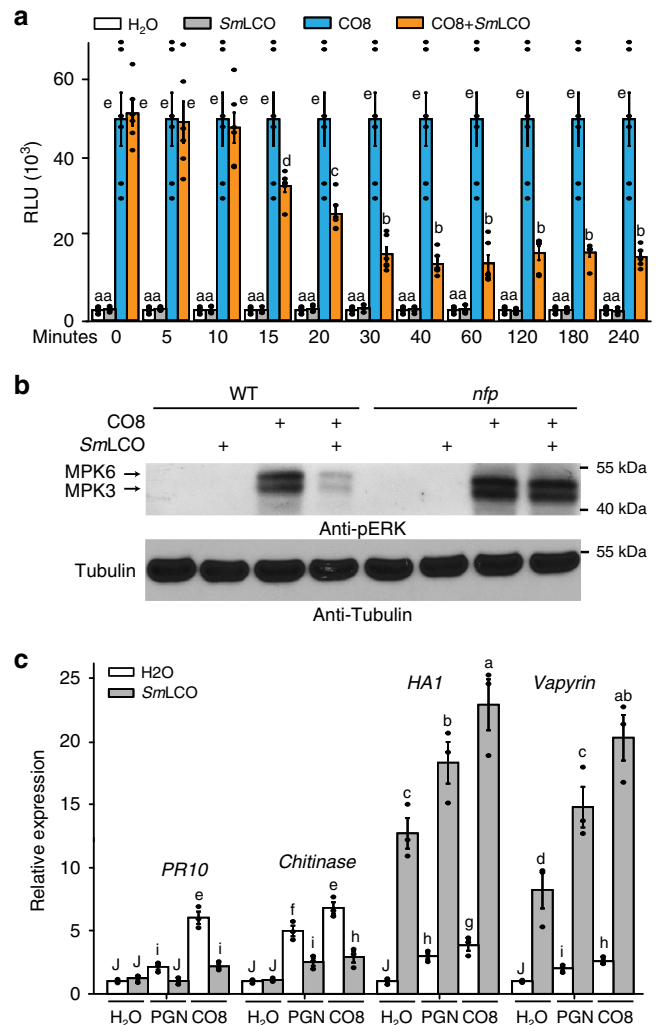 a
H2O SmLCO CO8 CO8+SmLCO
RLU (10³)
60
40
20
0
e e e e e e e e e e e e e
d c b b b b b b b
aa aa aa aa aa aa aa aa aa aa aa
Minutes 0 5 10 15 20 30 40 60 120 180 240
b
WT nfp
CO8 + + + +
SmLCO + + + +
MPK6 → 55 kDa
MPK3 → 40 kDa
Anti-pERK
Tubulin 55 kDa
Anti-Tubulin
c
H2O
SmLCO
Relative expression
25
20
15
10
5
0
PR10 Chitinase HA1 Vapyrin
J J i J e i
J J f i e h
J c h b g a
J d i c h ab
H2O PGN CO8 H2O PGN CO8 H2O PGN CO8 H2O PGN CO8